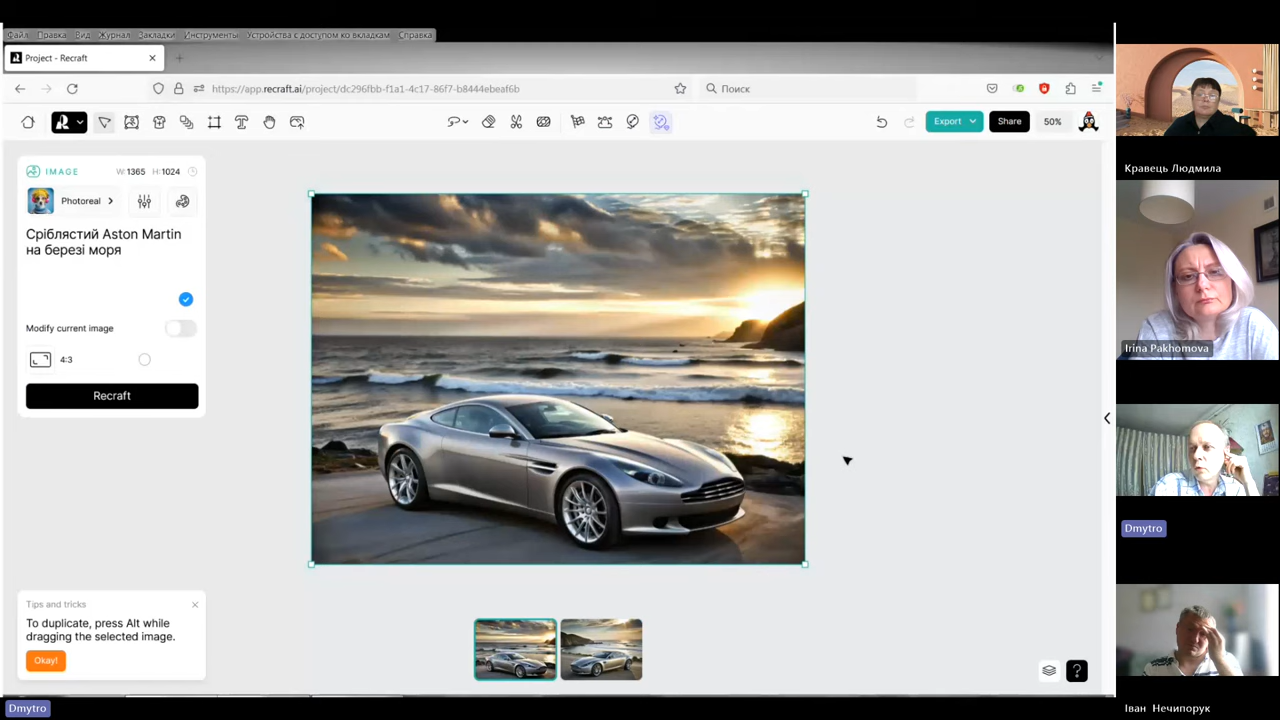 Файл Правка Вид Журнал Закладки Инструменты Устройства с доступом ко вкладкам Справка
Project - Recraft
https://app.recraft.ai/project/dc296fbb-f1a1-4c17-86f7-b8444ebeaf6b
Поиск
Export
Share
50%
IMAGE W: 1365 H: 1024
Photoreal
Сріблястий Aston Martin
на березі моря
Modify current image
4:3
Recraft
Tips and tricks
To duplicate, press Alt while
dragging the selected image.
Okay!
?
Dmytro
Кравець Людмила
Irina Pakhomova
Dmytro
Іван Нечипорук